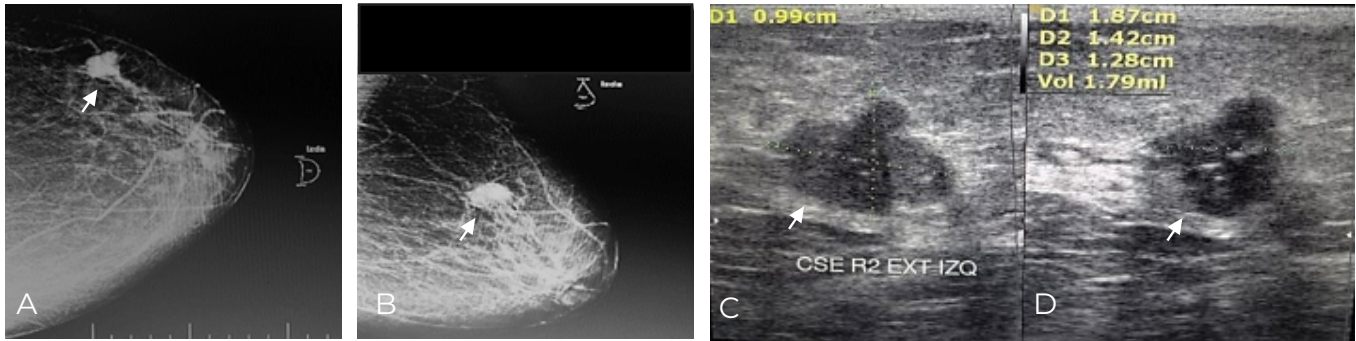 A
B
D1 0.99cm
CSE R2 EXT IZQ
C
D1 1.87cm
D2 1.42cm
D3 1.28cm
Vol 1.79ml
D